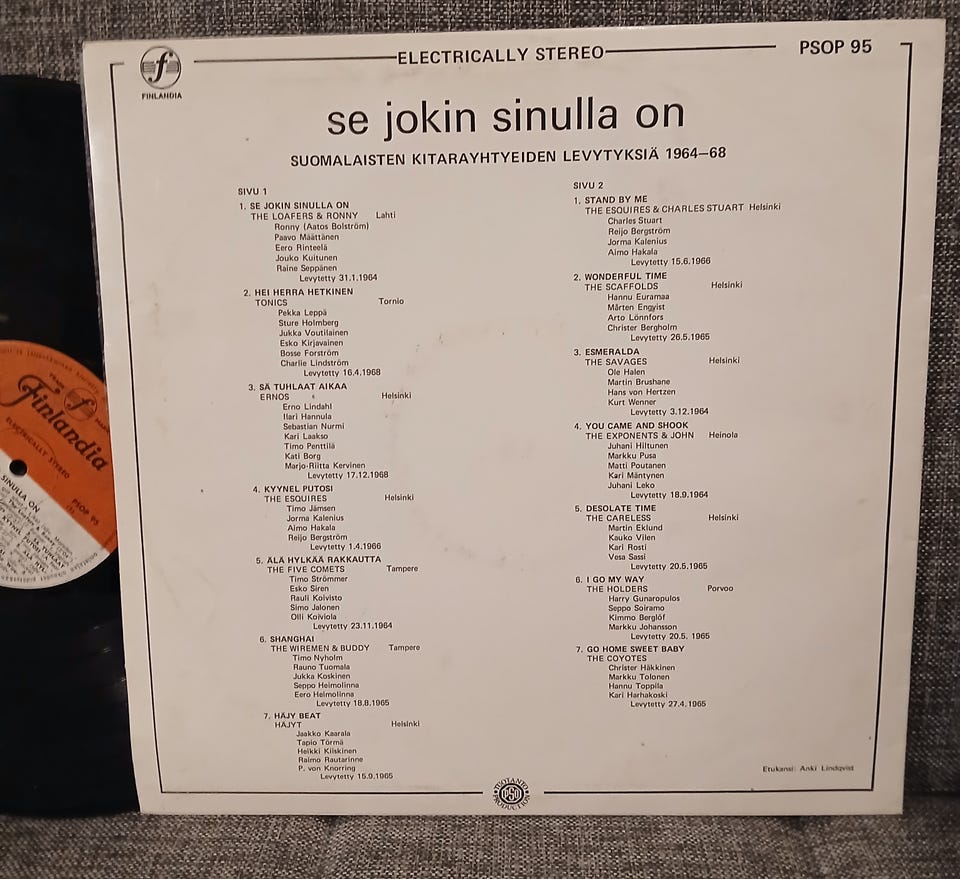 FINLANDIA
ELECTRICALLY STEREO
PSOP 95
se jokin sinulla on
SUOMALAISTEN KITARAYHTYEIDEN LEVYTYKSIÄ 1964–68
SIVU 1
1. SE JOKIN SINULLA ON
THE LOAFERS & RONNY Lahti
Ronny (Aatos Bolström)
Paavo Määttänen
Eero Rinteelä
Jouko Kuitunen
Raine Seppänen
Levytetty 31.1.1964
2. HEI HERRA HETKINEN
TONICS Tornio
Pekka Leppä
Sture Holmberg
Jukka Voutilainen
Esko Kirjavainen
Bosse Forström
Charlie Lindström
Levytetty 16.4.1968
3. SÄ TUHLAAT AIKAA
ERNOS Helsinki
Erno Lindahl
Ilari Hannula
Sebastian Nurmi
Kari Laakso
Timo Penttilä
Kati Borg
Marjo-Riitta Kervinen
Levytetty 17.12.1968
4. KYYNEL PUTOSI
THE ESQUIRES Helsinki
Timo Jämsen
Jorma Kalenius
Aimo Hakala
Reijo Bergström
Levytetty 1.4.1966
5. ÄLÄ HYLKÄÄ RAKKAUTTA
THE FIVE COMETS Tampere
Timo Strömmer
Esko Siren
Rauli Koivisto
Simo Jalonen
Olli Koiviola
Levytetty 23.11.1964
6. SHANGHAI
THE WIREMEN & BUDDY Tampere
Timo Nyholm
Rauno Tuomala
Jukka Koskinen
Seppo Heimolinna
Eero Heimolinna
Levytetty 18.8.1965
7. HÄJY BEAT
HÄJYT Helsinki
Jaakko Kaarala
Tapio Törmä
Heikki Kliskinen
Raimo Rautarinne
P. von Knorring
Levytetty 15.9.1965
SIVU 2
1. STAND BY ME
THE ESQUIRES & CHARLES STUART Helsinki
Charles Stuart
Reijo Bergström
Jorma Kalenius
Aimo Hakala
Levytetty 15.6.1966
2. WONDERFUL TIME
THE SCAFFOLDS Helsinki
Hannu Euramaa
Mårten Engyist
Arto Lönnfors
Christer Bergholm
Levytetty 26.5.1965
3. ESMERALDA
THE SAVAGES Helsinki
Ole Halen
Martin Brushane
Hans von Hertzen
Kurt Wenner
Levytetty 3.12.1964
4. YOU CAME AND SHOOK
THE EXPONENTS & JOHN Heinola
Juhani Hiltunen
Markku Pusa
Matti Poutanen
Kari Mäntynen
Juhani Leko
Levytetty 18.9.1964
5. DESOLATE TIME
THE CARELESS Helsinki
Martin Eklund
Kauko Vilen
Kari Rosti
Vesa Sassi
Levytetty 20.5.1965
6. I GO MY WAY
THE HOLDERS Porvoo
Harry Gunaropulos
Seppo Soiramo
Kimmo Berglöf
Markku Johansson
Levytetty 20.5. 1965
7. GO HOME SWEET BABY
THE COYOTES
Christer Häkkinen
Markku Tolonen
Hannu Toppila
Kari Harhakoski
Levytetty 27.4.1965
Etukansi: Anki Lindqvist
TUOTANTO
PSO
PRODUCTION
Finlandia
ELECTRICALLY STEREO
PSOP 95
SINULLA ON